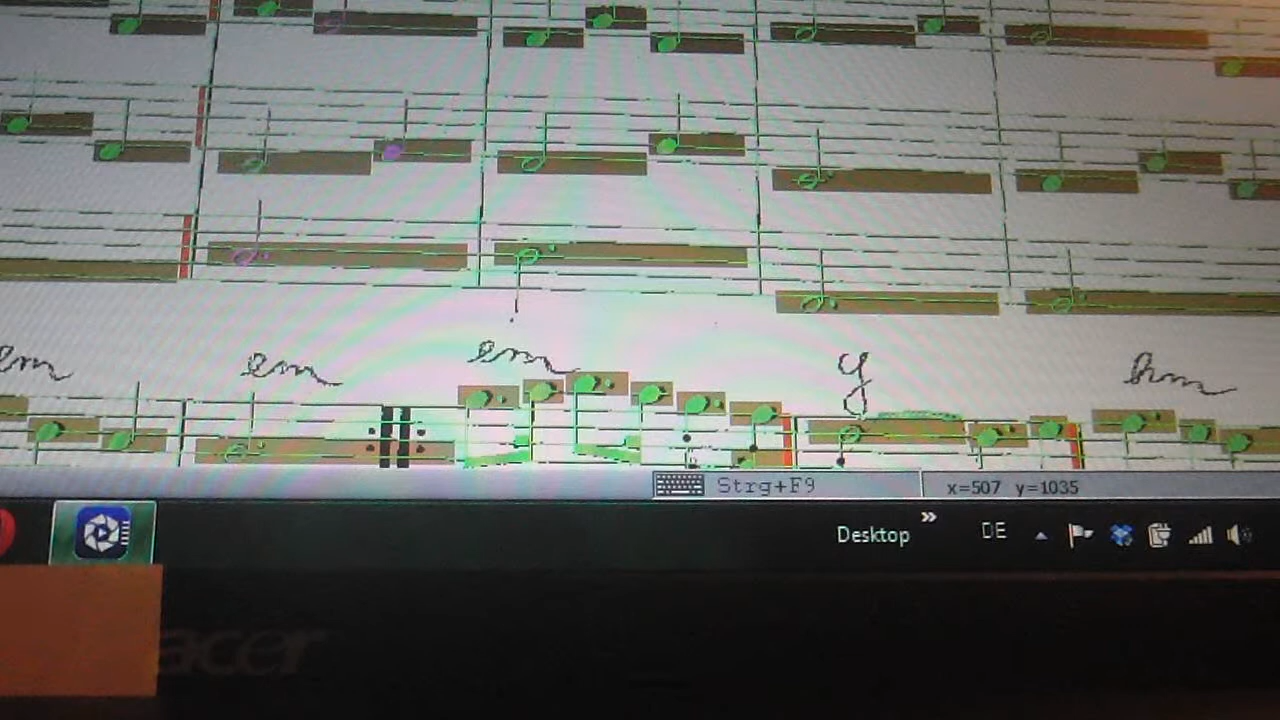 em em em g hm
Strg+F9 x=507 y=1035
Desktop » DE
acer